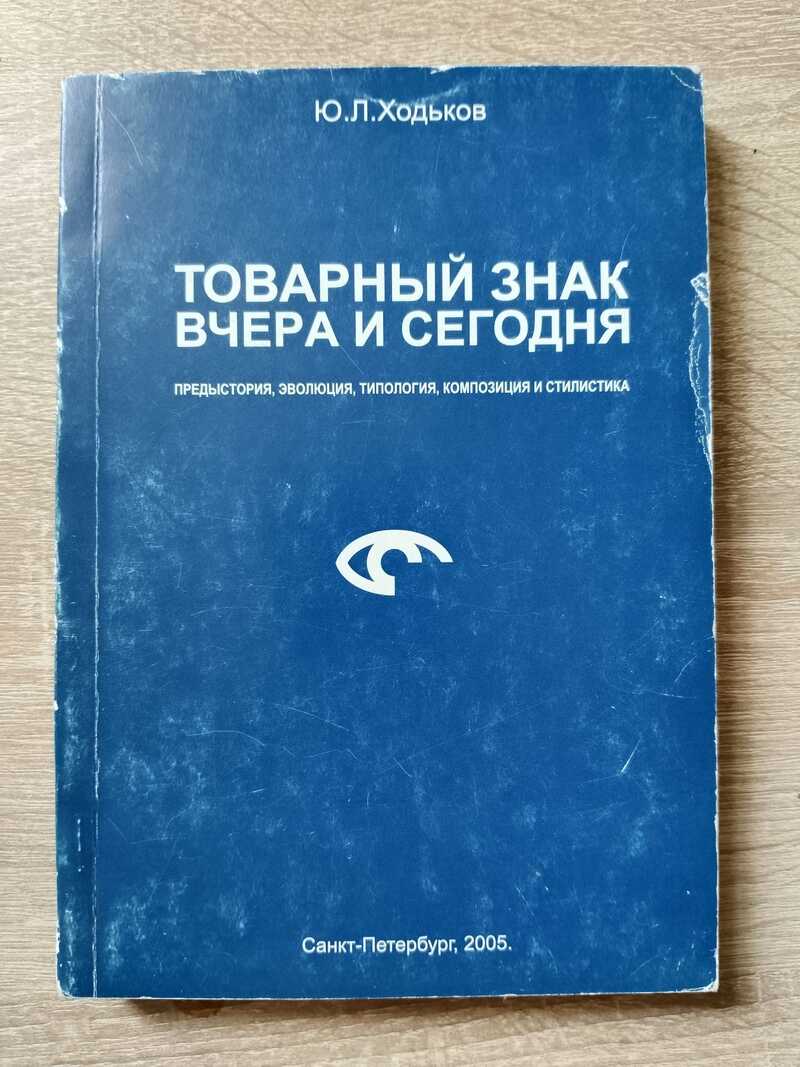 Ю.Л.Ходьков
ТОВАРНЫЙ ЗНАК
ВЧЕРА И СЕГОДНЯ
ПРЕДЫСТОРИЯ, ЭВОЛЮЦИЯ, ТИПОЛОГИЯ, КОМПОЗИЦИЯ И СТИЛИСТИКА
Санкт-Петербург, 2005.